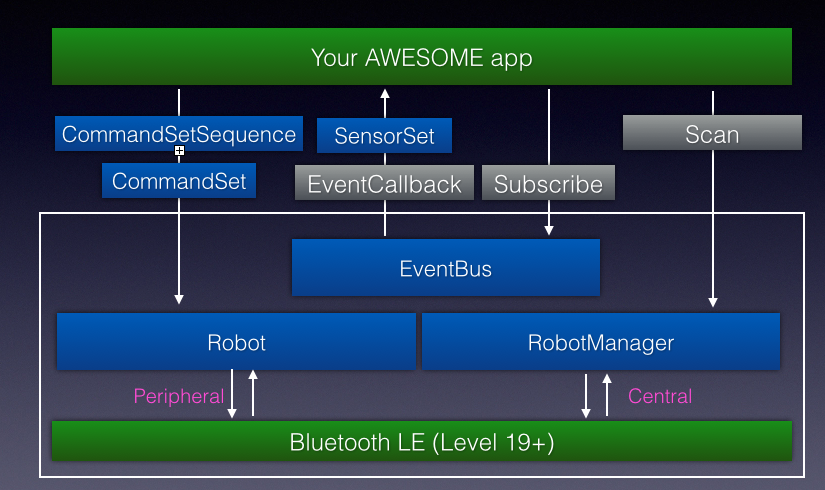 Your AWESOME app
CommandSetSequence
SensorSet
Scan
CommandSet
EventCallback
Subscribe
EventBus
Robot
RobotManager
Peripheral
Central
Bluetooth LE (Level 19+)